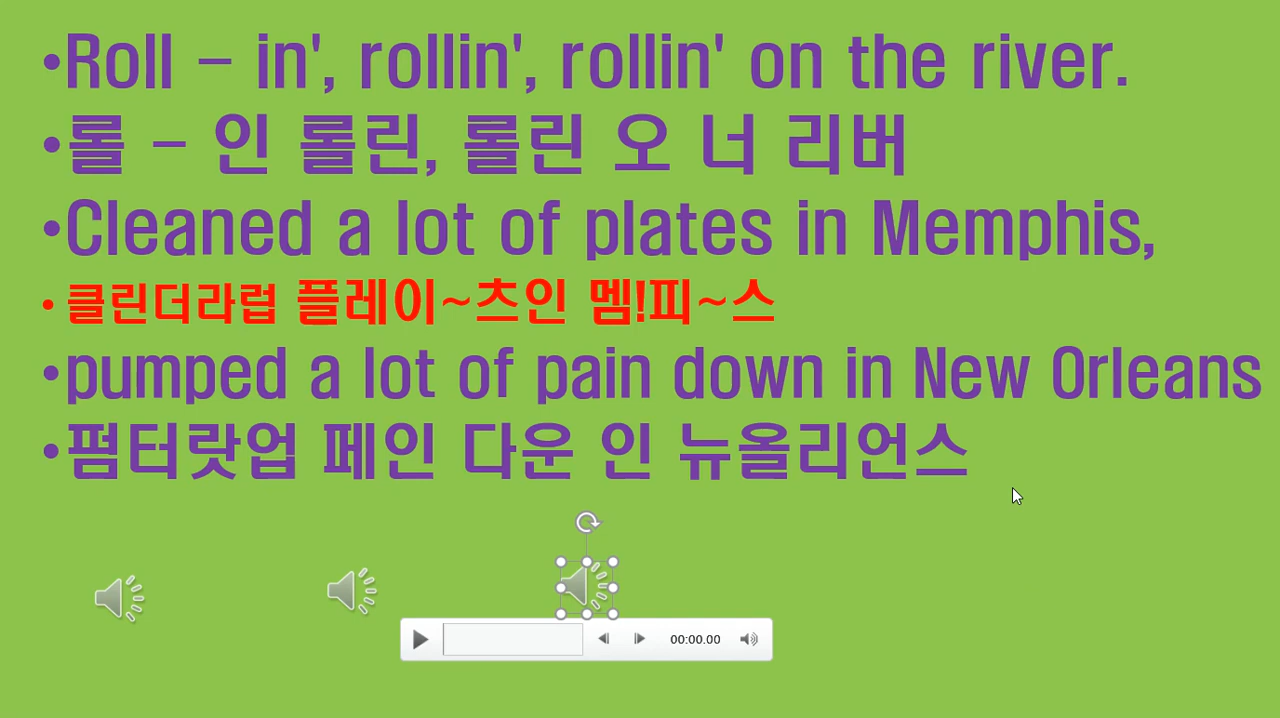 •Roll - in', rollin', rollin' on the river.
•롤 - 인 롤린, 롤린 오 너 리버
•Cleaned a lot of plates in Memphis,
•클린더라럽 플레이~츠인 멤!피~스
•pumped a lot of pain down in New Orleans
•펌터랏업 페인 다운 인 뉴올리언스
00:00.00